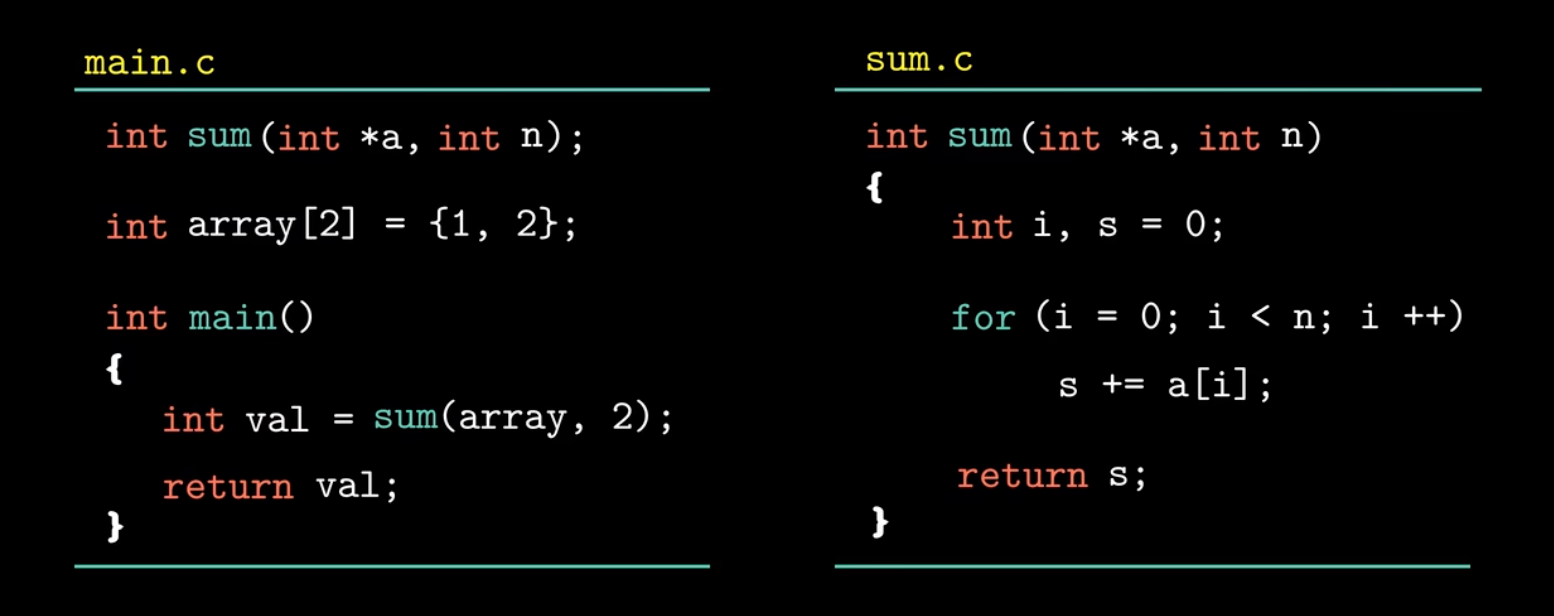 main.c
int sum(int *a, int n);
int array[2] = {1, 2};
int main()
{
int val = sum(array, 2);
return val;
}
sum.c
int sum(int *a, int n)
{
int i, s = 0;
for (i = 0; i < n; i ++)
s += a[i];
return s;
}